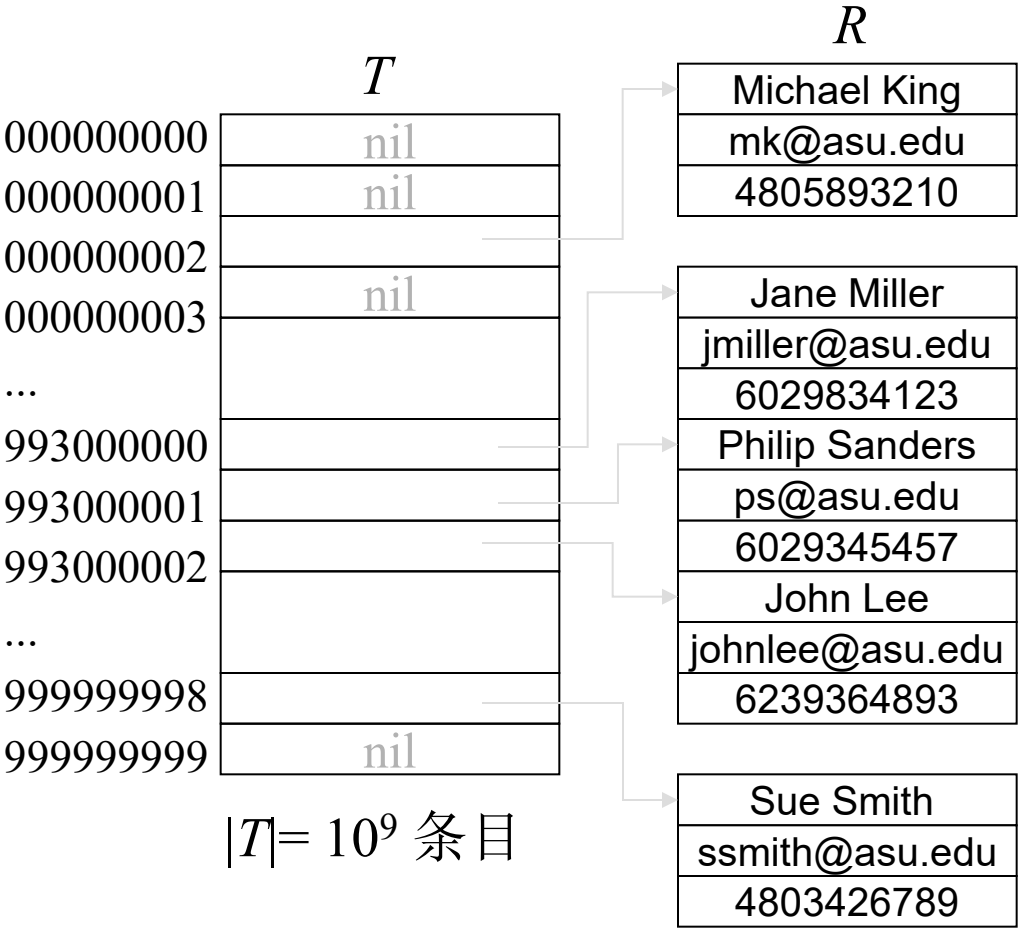 T
000000000 nil
000000001 nil
000000002
000000003 nil
...
993000000
993000001
993000002
...
999999998
999999999 nil
|T|= 10⁹ 条目
R
Michael King
mk@asu.edu
4805893210
Jane Miller
jmiller@asu.edu
6029834123
Philip Sanders
ps@asu.edu
6029345457
John Lee
johnlee@asu.edu
6239364893
Sue Smith
ssmith@asu.edu
4803426789